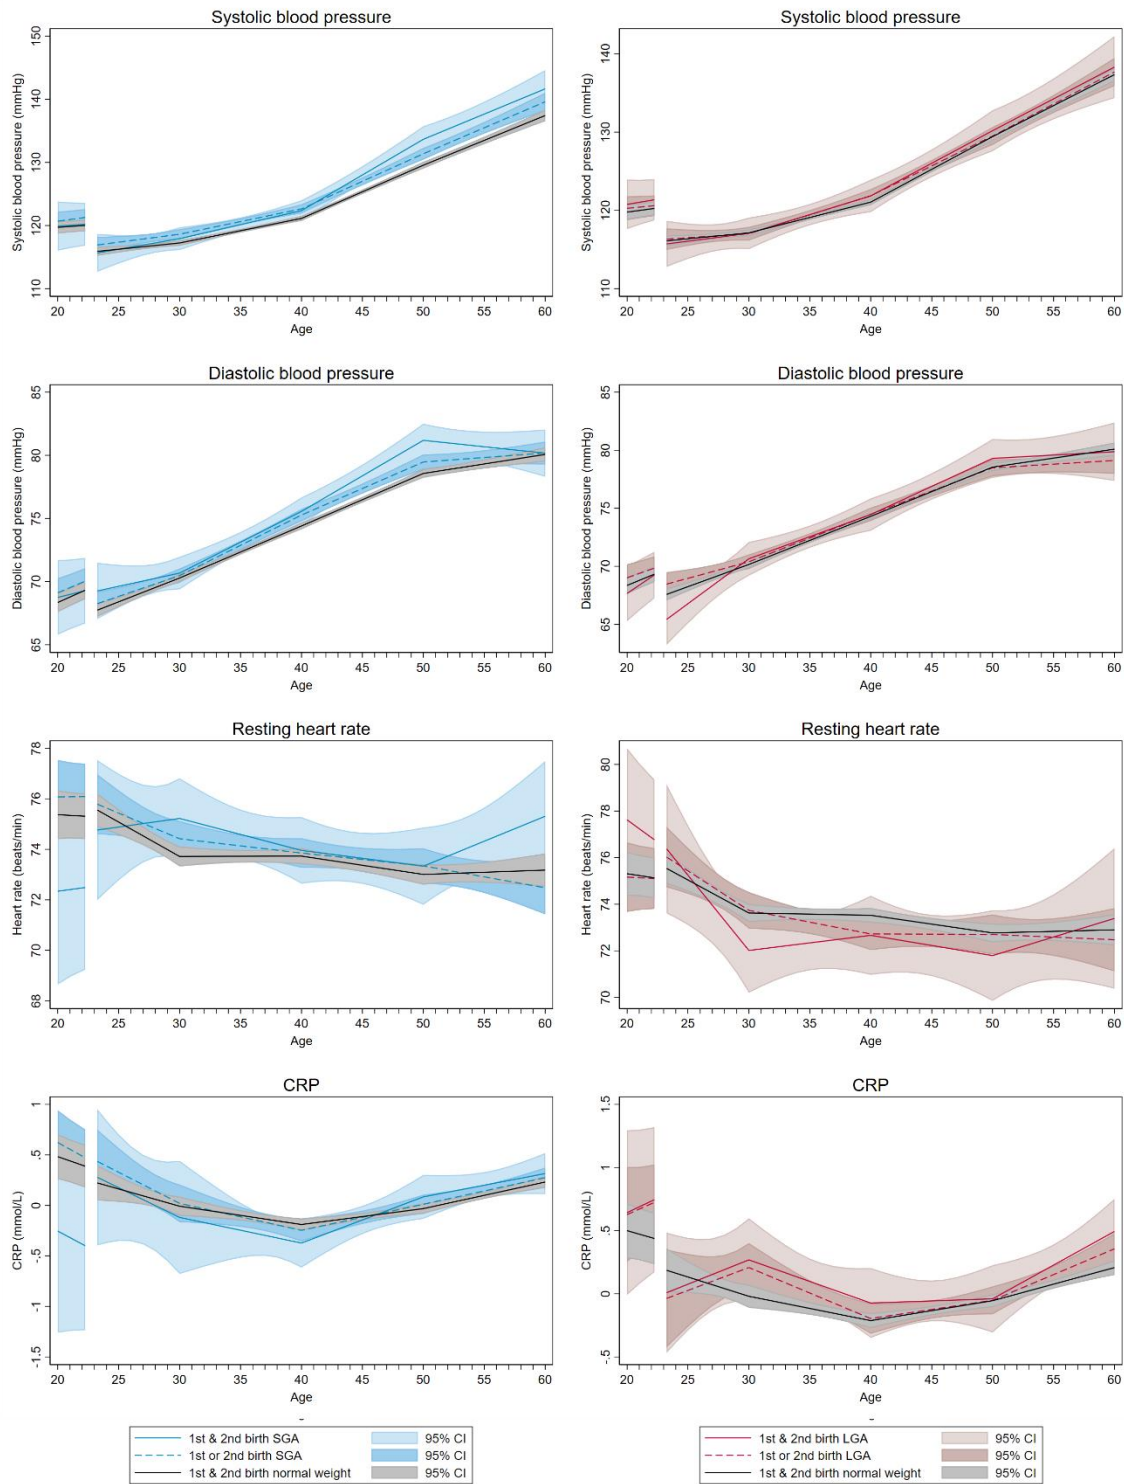 Systolic blood pressure
Systolic blood pressure (mmHg)
150
140
130
120
110
20 25 30 35 40 45 50 55 60
Age
Systolic blood pressure
Systolic blood pressure (mmHg)
140
130
120
110
20 25 30 35 40 45 50 55 60
Age
Diastolic blood pressure
Diastolic blood pressure (mmHg)
85
80
75
70
65
20 25 30 35 40 45 50 55 60
Age
Diastolic blood pressure
Diastolic blood pressure (mmHg)
85
80
75
70
65
20 25 30 35 40 45 50 55 60
Age
Resting heart rate
Heart rate (beats/min)
78
76
74
72
70
68
20 25 30 35 40 45 50 55 60
Age
Resting heart rate
Heart rate (beats/min)
80
78
76
74
72
70
20 25 30 35 40 45 50 55 60
Age
CRP
CRP (mmol/L)
1
.5
0
-.5
-1
-1.5
20 25 30 35 40 45 50 55 60
Age
CRP
CRP (mmol/L)
1.5
1
.5
0
-.5
20 25 30 35 40 45 50 55 60
Age
-
1st & 2nd birth SGA 95% CI
1st or 2nd birth SGA 95% CI
1st & 2nd birth normal weight 95% CI
-
1st & 2nd birth LGA 95% CI
1st or 2nd birth LGA 95% CI
1st & 2nd birth normal weight 95% CI